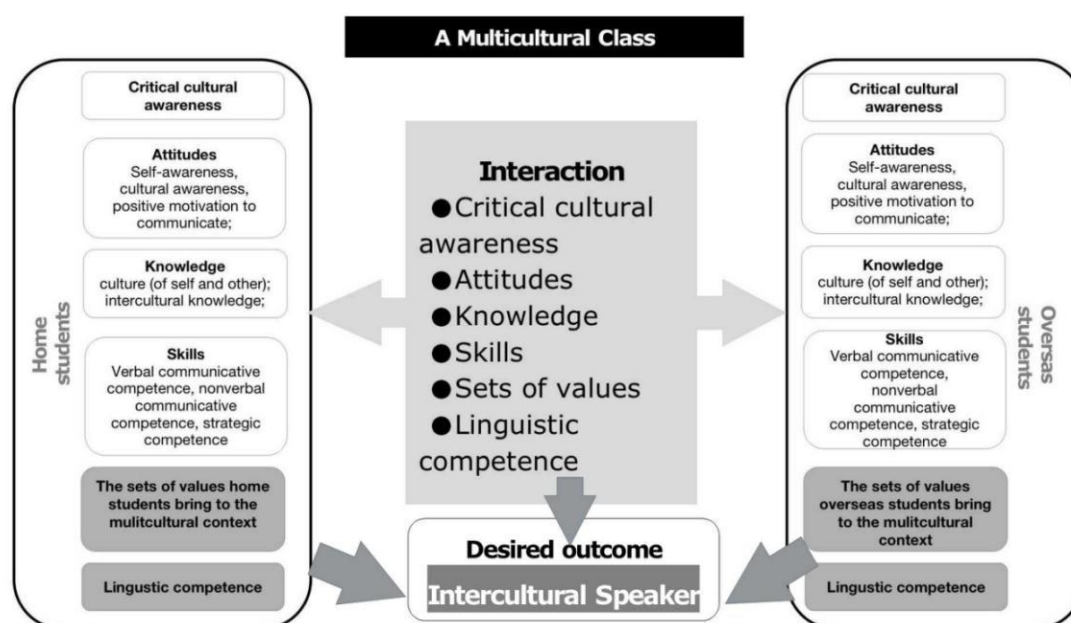 A Multicultural Class
Home
students
Critical cultural
awareness
Attitudes
Self-awareness,
cultural awareness,
positive motivation to
communicate;
Knowledge
culture (of self and other);
intercultural knowledge;
Skills
Verbal communicative
competence, nonverbal
communicative
competence, strategic
competence
The sets of values home
students bring to the
mulitcultural context
Lingustic competence
Interaction
●Critical cultural
awareness
●Attitudes
●Knowledge
●Skills
●Sets of values
●Linguistic
competence
Desired outcome
Intercultural Speaker
Critical cultural
awareness
Attitudes
Self-awareness,
cultural awareness,
positive motivation to
communicate;
Knowledge
culture (of self and other);
intercultural knowledge;
Skills
Verbal communicative
competence,
nonverbal
communicative
competence, strategic
competence
The sets of values
overseas students bring
to the mulitcultural
context
Lingustic competence
Oversas
students